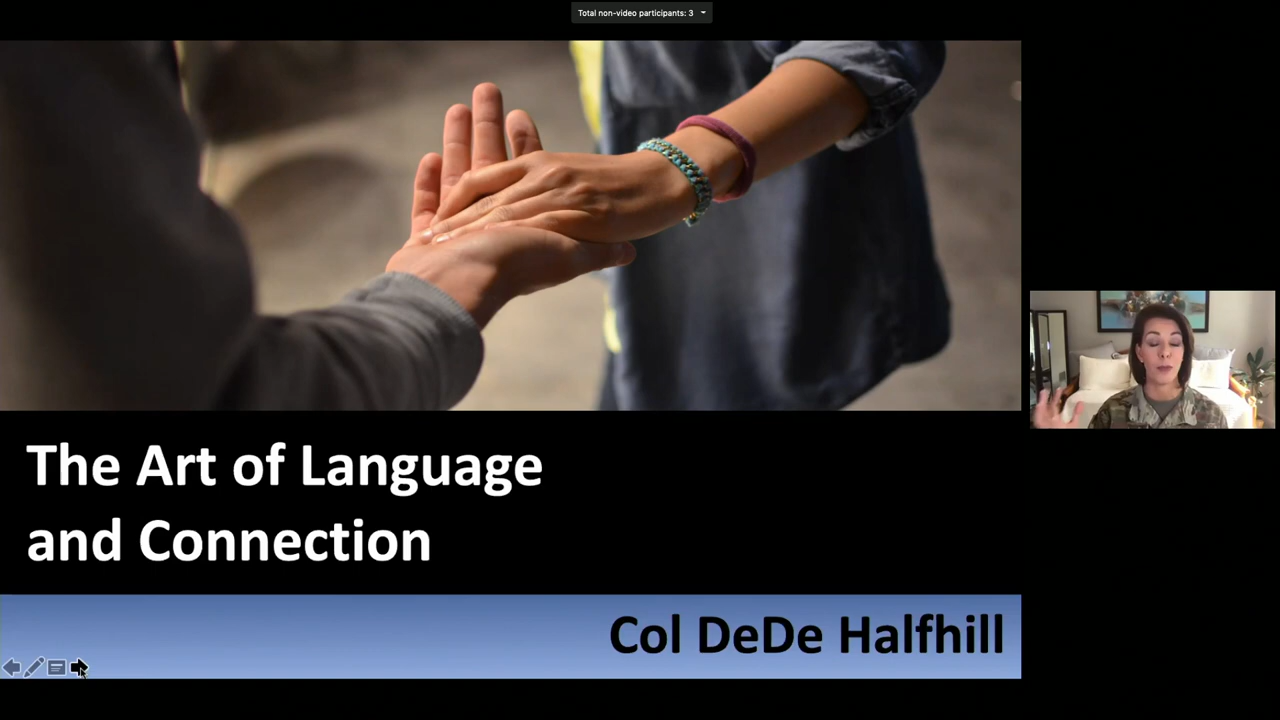 Total non-video participants: 3
The Art of Language
and Connection
Col DeDe Halfhill